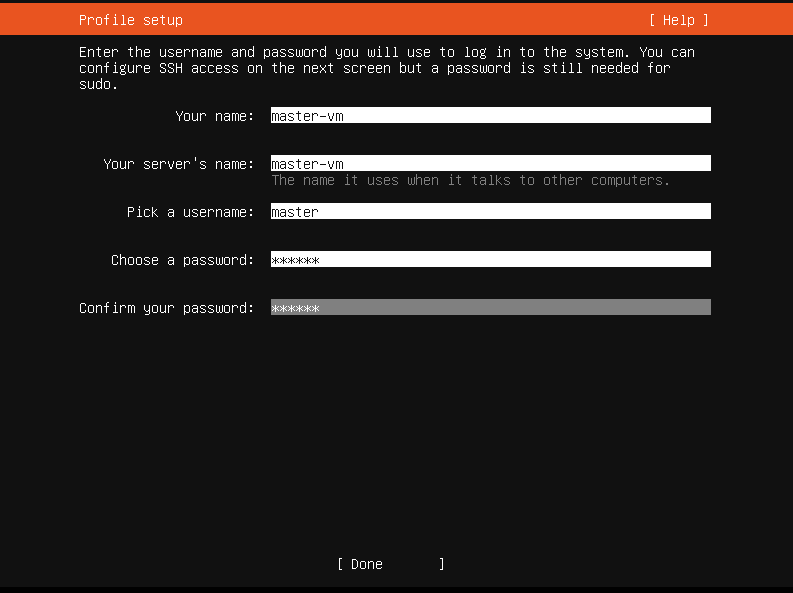 Profile setup [ Help ]
Enter the username and password you will use to log in to the system. You can
configure SSH access on the next screen but a password is still needed for
sudo.
Your name: master-vm
Your server's name: master-vm
The name it uses when it talks to other computers.
Pick a username: master
Choose a password: ******
Confirm your password: ******
[ Done ]